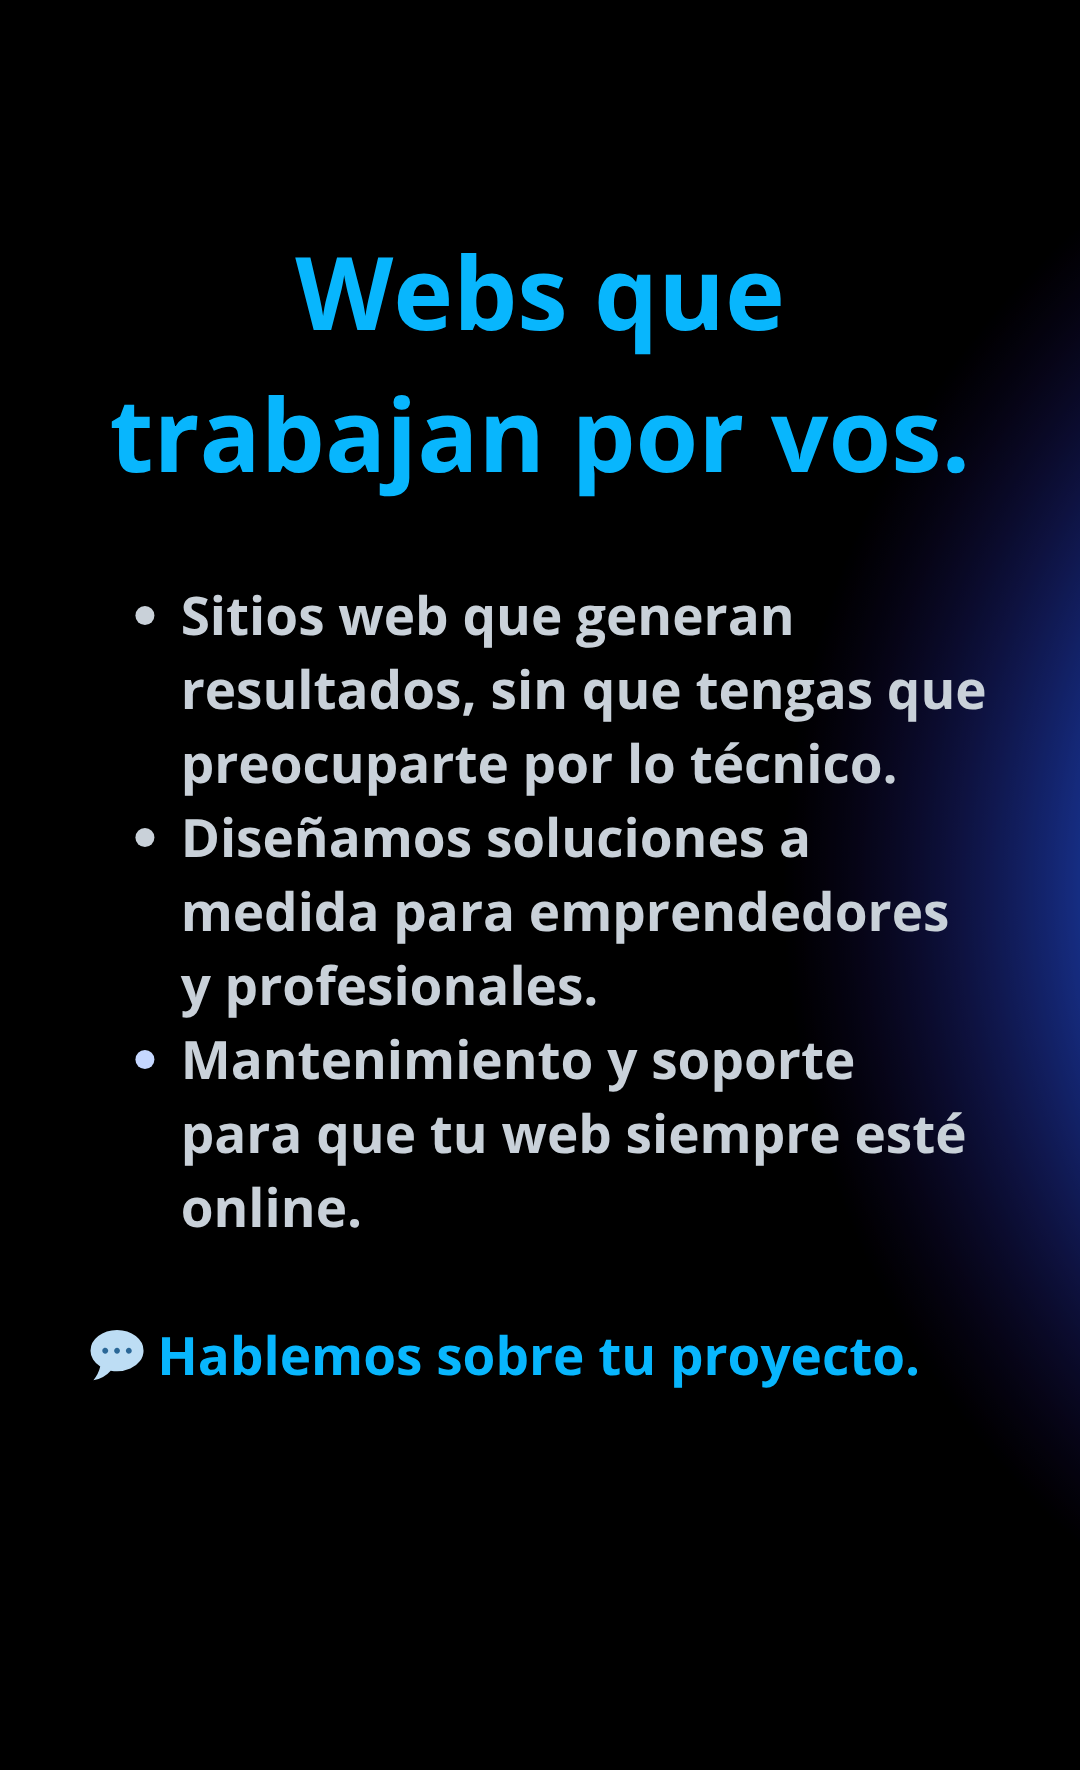 Webs que
trabajan por vos.
• Sitios web que generan
resultados, sin que tengas que
preocuparte por lo técnico.
• Diseñamos soluciones a
medida para emprendedores
y profesionales.
• Mantenimiento y soporte
para que tu web siempre esté
online.
💬 Hablemos sobre tu proyecto.